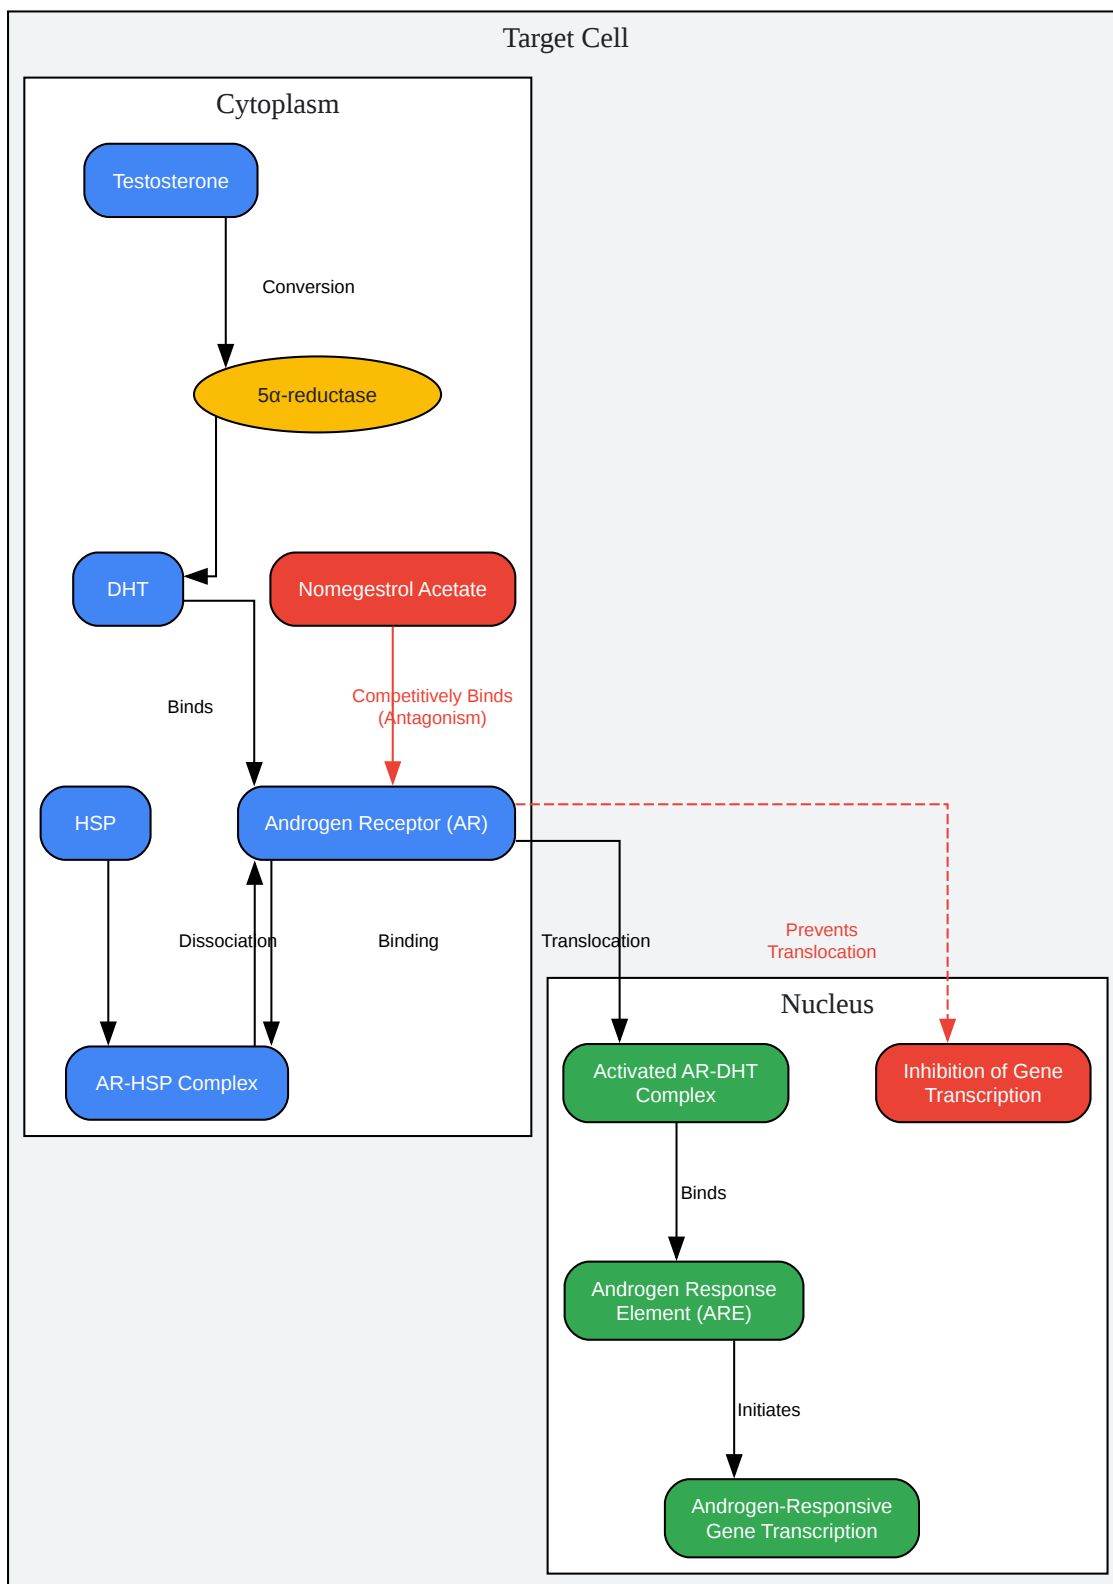 Target Cell
Cytoplasm
Testosterone
Conversion
5α-reductase
DHT
Nomegestrol Acetate
Binds
Competitively Binds
(Antagonism)
HSP
Androgen Receptor (AR)
Dissociation
Binding
Translocation
Prevents
Translocation
AR-HSP Complex
Nucleus
Activated AR-DHT
Complex
Inhibition of Gene
Transcription
Binds
Androgen Response
Element (ARE)
Initiates
Androgen-Responsive
Gene Transcription